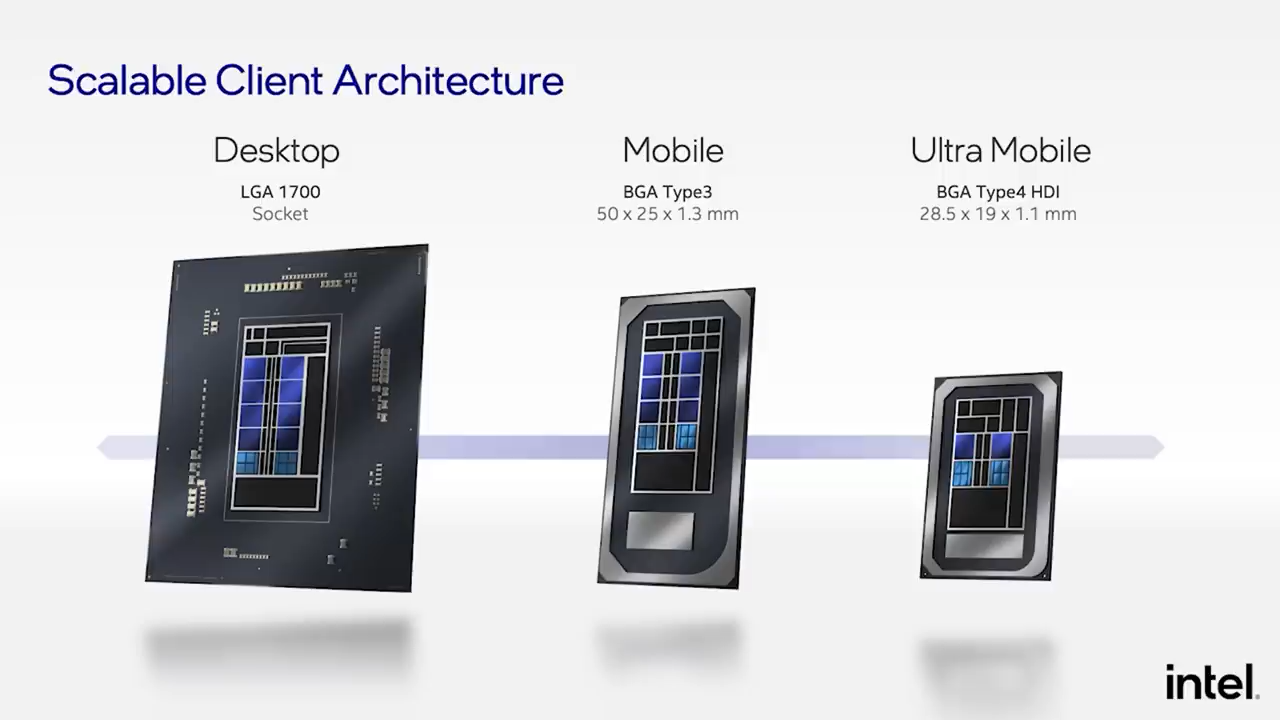 Scalable Client Architecture
Desktop
LGA 1700
Socket
Mobile
BGA Type3
50 x 25 x 1.3 mm
Ultra Mobile
BGA Type4 HDI
28.5 x 19 x 1.1 mm
intel.